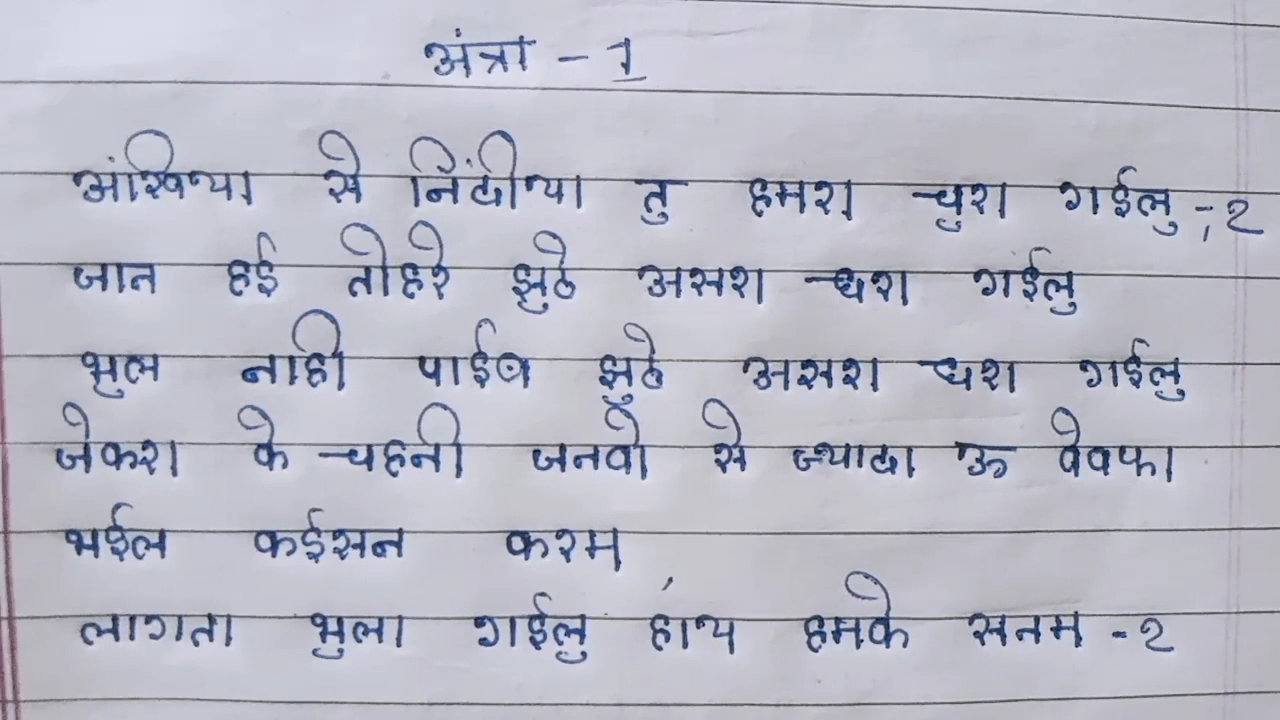 अंत्रा - 1
अंखिया से निंदीया तु हमरा चुरा गईलु -2
जान हई तोहरे झुठे असरा धरा गईलु
भुल नाही पाईब झुठे असरा धरा गईलु
जेकरा के चहनी जनवो से ज्यादा ऊ बेवफा
भईल कईसन करम
लागता भुला गईलु हाय हमके सनम -2